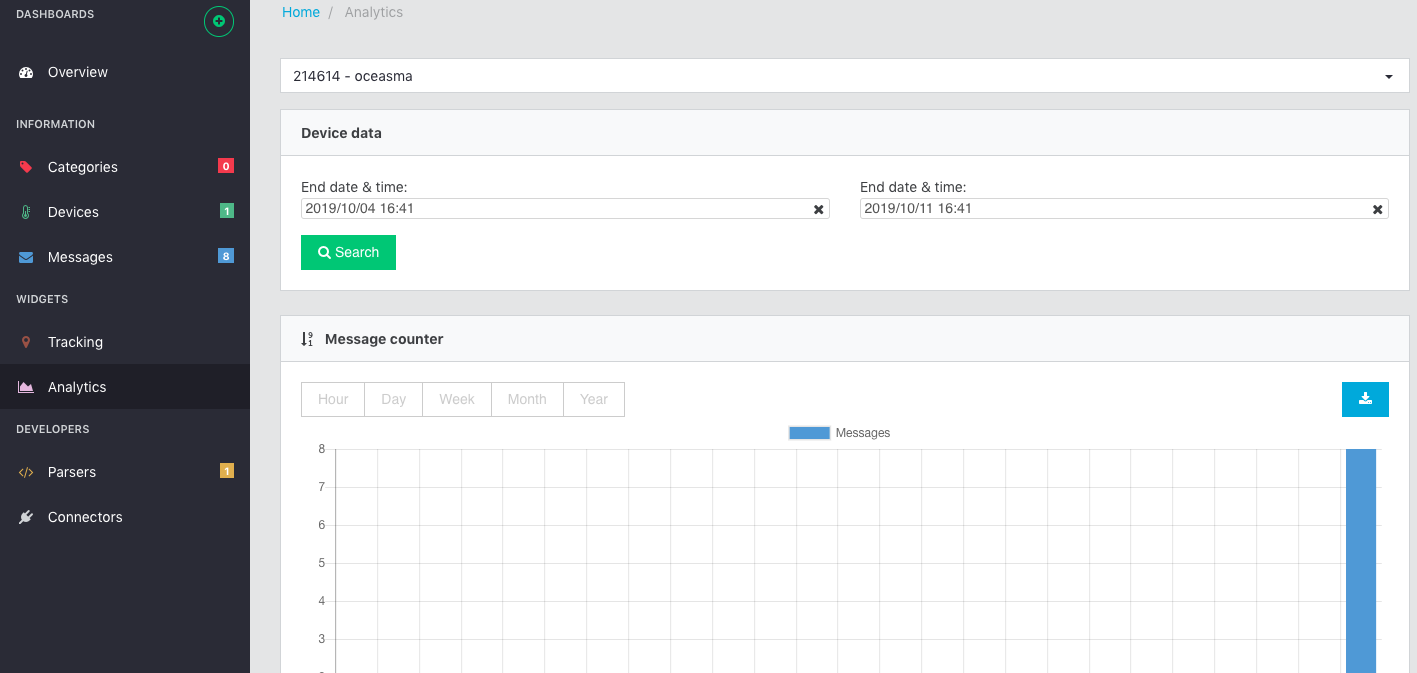 DASHBOARDS
Overview
INFORMATION
Categories 0
Devices 1
Messages 8
WIDGETS
Tracking
Analytics
DEVELOPERS
Parsers 1
Connectors
Home / Analytics
214614 - oceasma
Device data
End date & time: End date & time:
2019/10/04 16:41 2019/10/11 16:41
Search
Message counter
Hour Day Week Month Year
Messages
8
7
6
5
4
3